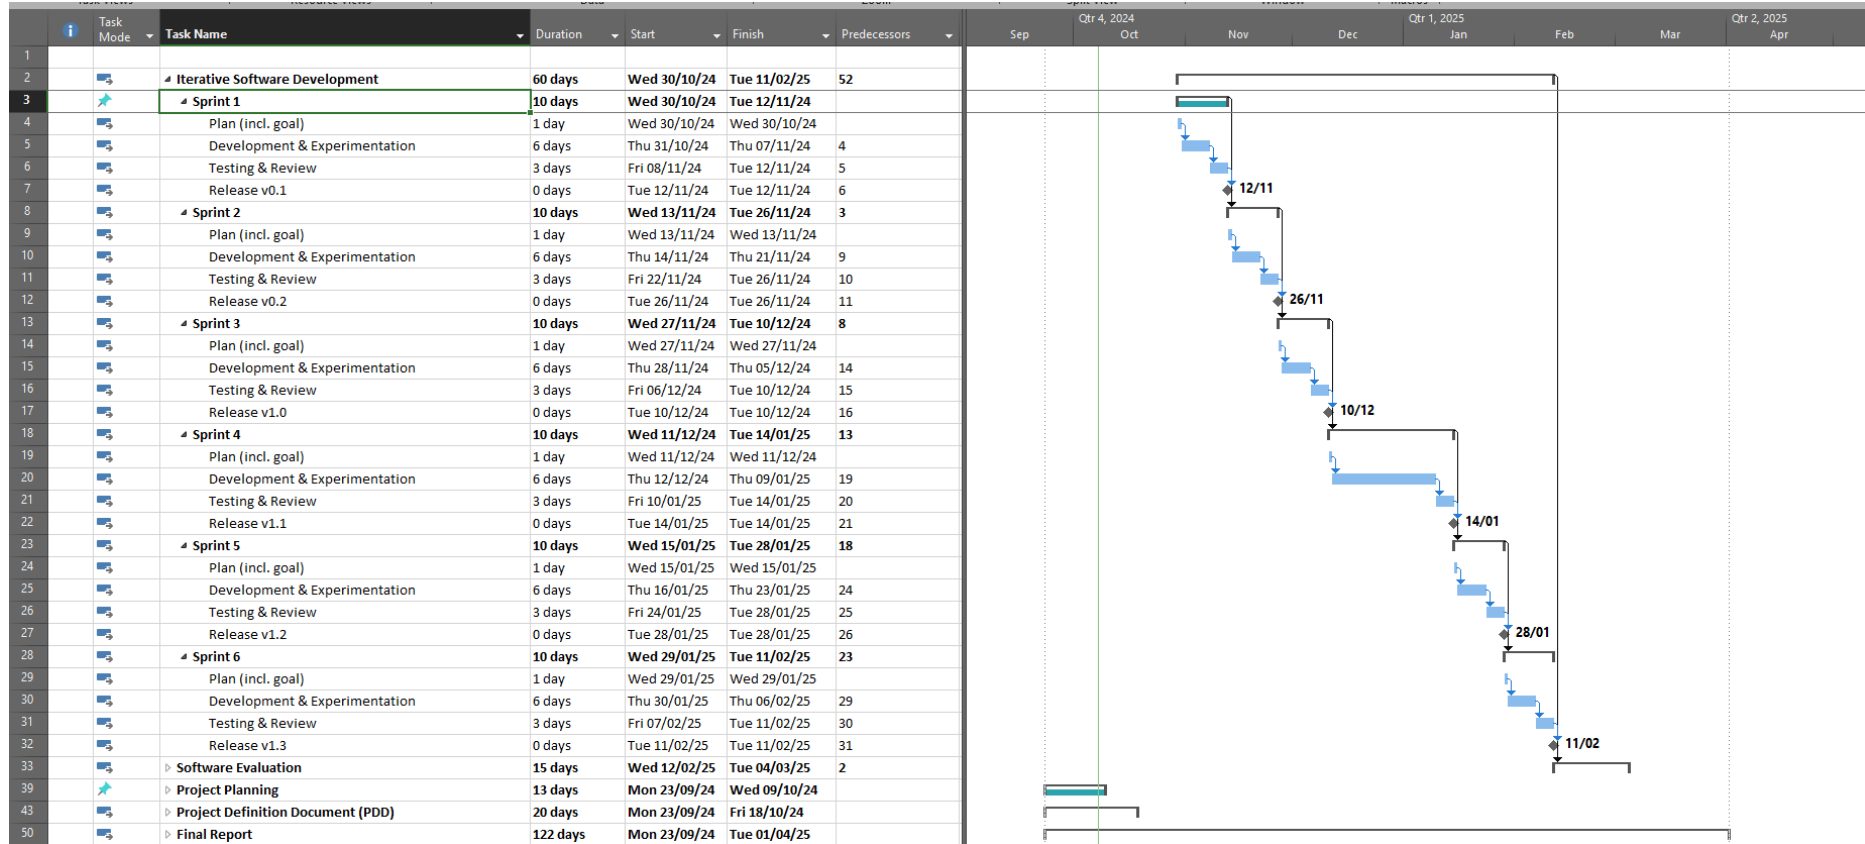 Task Views Resource Views Data Zoom Split View Window Macros
Qtr 4, 2024 Qtr 1, 2025 Qtr 2, 2025
Task Mode Task Name Duration Start Finish Predecessors Sep Oct Nov Dec Jan Feb Mar Apr
1
2 Iterative Software Development 60 days Wed 30/10/24 Tue 11/02/25 52
3 Sprint 1 10 days Wed 30/10/24 Tue 12/11/24
4 Plan (incl. goal) 1 day Wed 30/10/24 Wed 30/10/24
5 Development & Experimentation 6 days Thu 31/10/24 Thu 07/11/24 4
6 Testing & Review 3 days Fri 08/11/24 Tue 12/11/24 5
7 Release v0.1 0 days Tue 12/11/24 Tue 12/11/24 6 12/11
8 Sprint 2 10 days Wed 13/11/24 Tue 26/11/24 3
9 Plan (incl. goal) 1 day Wed 13/11/24 Wed 13/11/24
10 Development & Experimentation 6 days Thu 14/11/24 Thu 21/11/24 9
11 Testing & Review 3 days Fri 22/11/24 Tue 26/11/24 10
12 Release v0.2 0 days Tue 26/11/24 Tue 26/11/24 11 26/11
13 Sprint 3 10 days Wed 27/11/24 Tue 10/12/24 8
14 Plan (incl. goal) 1 day Wed 27/11/24 Wed 27/11/24
15 Development & Experimentation 6 days Thu 28/11/24 Thu 05/12/24 14
16 Testing & Review 3 days Fri 06/12/24 Tue 10/12/24 15
17 Release v1.0 0 days Tue 10/12/24 Tue 10/12/24 16 10/12
18 Sprint 4 10 days Wed 11/12/24 Tue 14/01/25 13
19 Plan (incl. goal) 1 day Wed 11/12/24 Wed 11/12/24
20 Development & Experimentation 6 days Thu 12/12/24 Thu 09/01/25 19
21 Testing & Review 3 days Fri 10/01/25 Tue 14/01/25 20
22 Release v1.1 0 days Tue 14/01/25 Tue 14/01/25 21 14/01
23 Sprint 5 10 days Wed 15/01/25 Tue 28/01/25 18
24 Plan (incl. goal) 1 day Wed 15/01/25 Wed 15/01/25
25 Development & Experimentation 6 days Thu 16/01/25 Thu 23/01/25 24
26 Testing & Review 3 days Fri 24/01/25 Tue 28/01/25 25
27 Release v1.2 0 days Tue 28/01/25 Tue 28/01/25 26 28/01
28 Sprint 6 10 days Wed 29/01/25 Tue 11/02/25 23
29 Plan (incl. goal) 1 day Wed 29/01/25 Wed 29/01/25
30 Development & Experimentation 6 days Thu 30/01/25 Thu 06/02/25 29
31 Testing & Review 3 days Fri 07/02/25 Tue 11/02/25 30
32 Release v1.3 0 days Tue 11/02/25 Tue 11/02/25 31 11/02
33 Software Evaluation 15 days Wed 12/02/25 Tue 04/03/25 2
39 Project Planning 13 days Mon 23/09/24 Wed 09/10/24
43 Project Definition Document (PDD) 20 days Mon 23/09/24 Fri 18/10/24
50 Final Report 122 days Mon 23/09/24 Tue 01/04/25